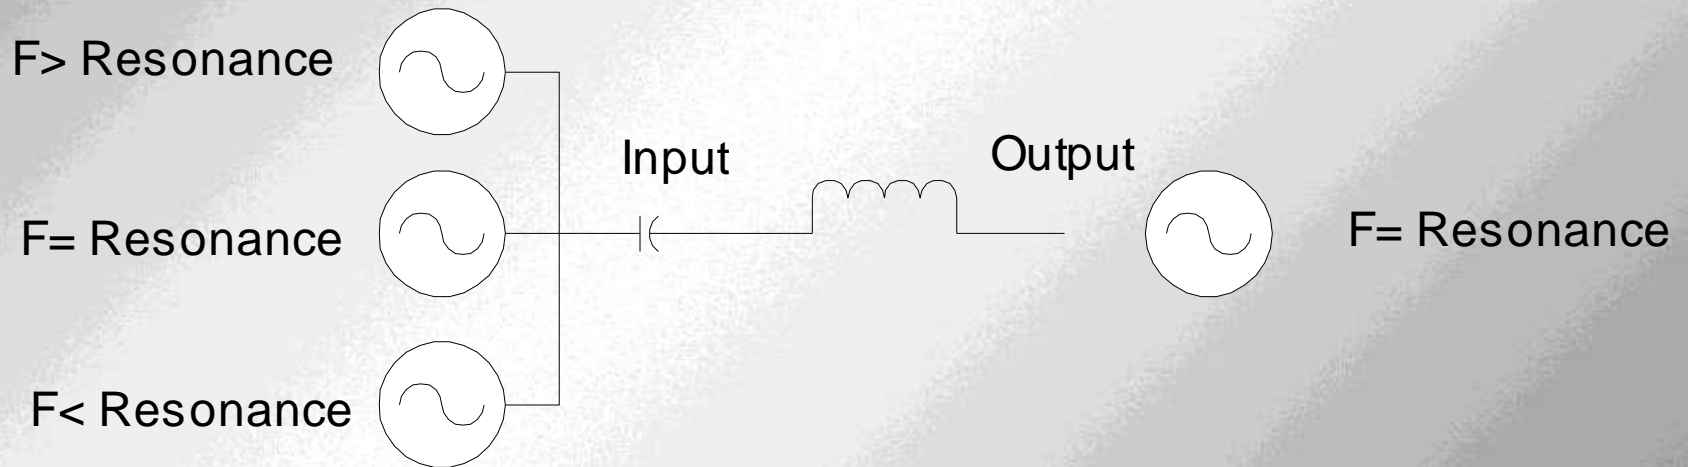 F> Resonance
Input
Output
F= Resonance
F= Resonance
F< Resonance